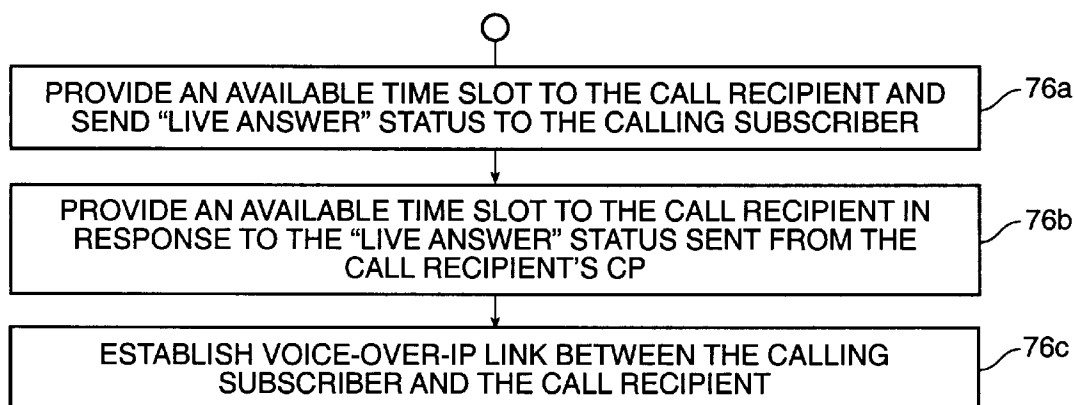 PROVIDE AN AVAILABLE TIME SLOT TO THE CALL RECIPIENT AND
SEND “LIVE ANSWER” STATUS TO THE CALLING SUBSCRIBER
76a
PROVIDE AN AVAILABLE TIME SLOT TO THE CALL RECIPIENT IN
RESPONSE TO THE “LIVE ANSWER” STATUS SENT FROM THE
CALL RECIPIENT’S CP
76b
ESTABLISH VOICE-OVER-IP LINK BETWEEN THE CALLING
SUBSCRIBER AND THE CALL RECIPIENT
76c